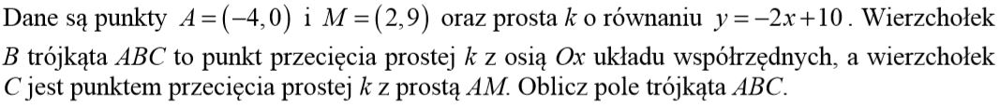 Dane są punkty A = (−4,0) i M = (2,9) oraz prosta k o równaniu y = −2x + 10. Wierzchołek
B trójkąta ABC to punkt przecięcia prostej k z osią Ox układu współrzędnych, a wierzchołek
C jest punktem przecięcia prostej k z prostą AM. Oblicz pole trójkąta ABC.